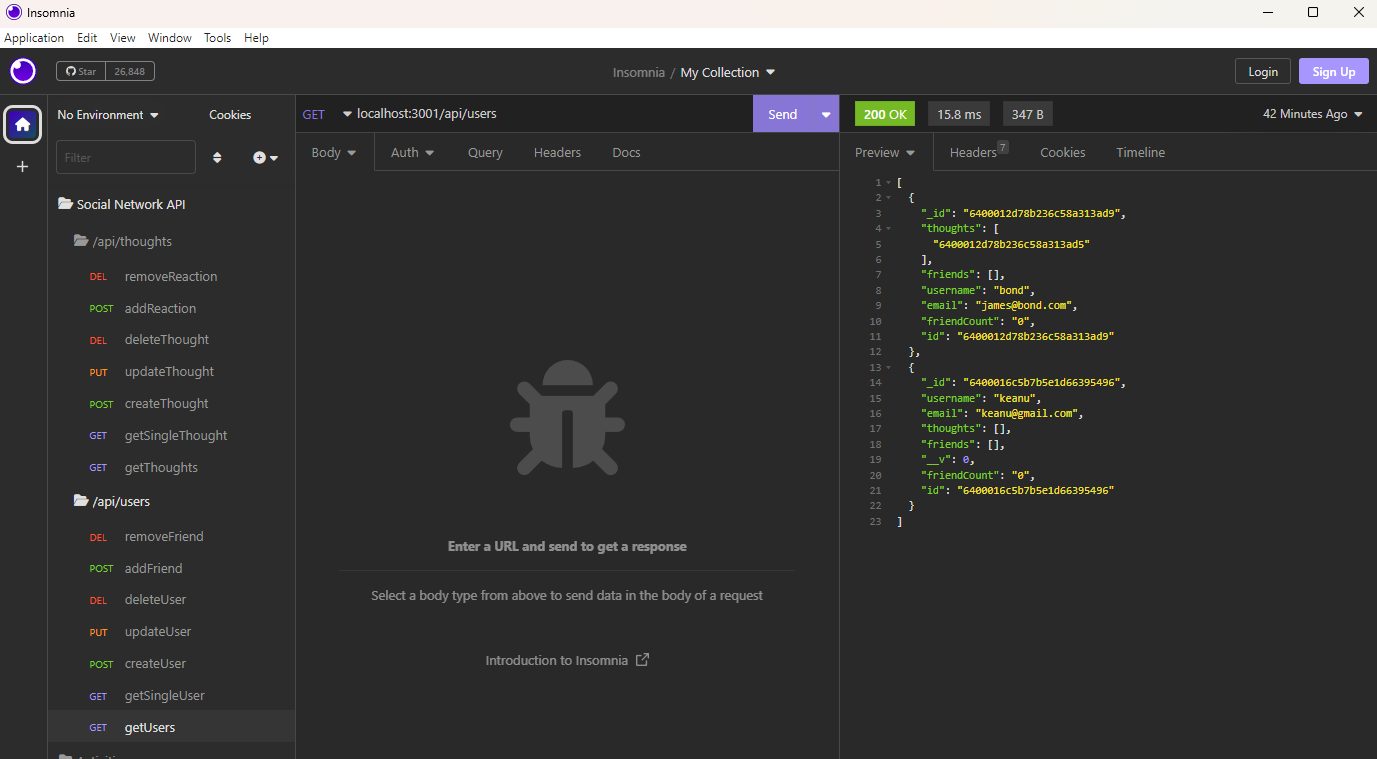 Insomnia
Application Edit View Window Tools Help
Star 26,848
Insomnia / My Collection
Login Sign Up
No Environment Cookies
Filter
Social Network API
/api/thoughts
DEL removeReaction
POST addReaction
DEL deleteThought
PUT updateThought
POST createThought
GET getSingleThought
GET getThoughts
/api/users
DEL removeFriend
POST addFriend
DEL deleteUser
PUT updateUser
POST createUser
GET getSingleUser
GET getUsers
GET localhost:3001/api/users Send
Body Auth Query Headers Docs
Enter a URL and send to get a response
Select a body type from above to send data in the body of a request
Introduction to Insomnia
200 OK 15.8 ms 347 B 42 Minutes Ago
Preview Headers 7 Cookies Timeline
1 [
2 {
3 "_id": "6400012d78b236c58a313ad9",
4 "thoughts": [
5 "6400012d78b236c58a313ad5"
6 ],
7 "friends": [],
8 "username": "bond",
9 "email": "james@bond.com",
10 "friendCount": "0",
11 "id": "6400012d78b236c58a313ad9"
12 },
13 {
14 "_id": "6400016c5b7b5e1d66395496",
15 "username": "keanu",
16 "email": "keanu@gmail.com",
17 "thoughts": [],
18 "friends": [],
19 "__v": 0,
20 "friendCount": "0",
21 "id": "6400016c5b7b5e1d66395496"
22 }
23 ]